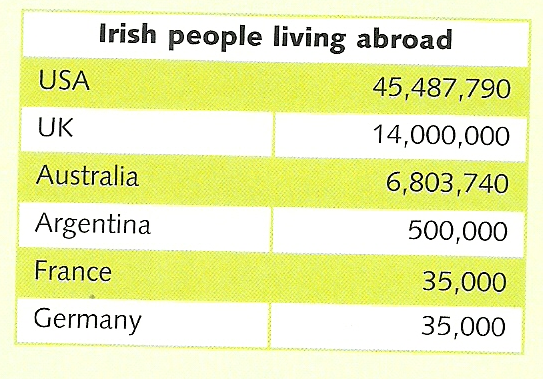 Irish people living abroad
USA 45,487,790
UK 14,000,000
Australia 6,803,740
Argentina 500,000
France 35,000
Germany 35,000